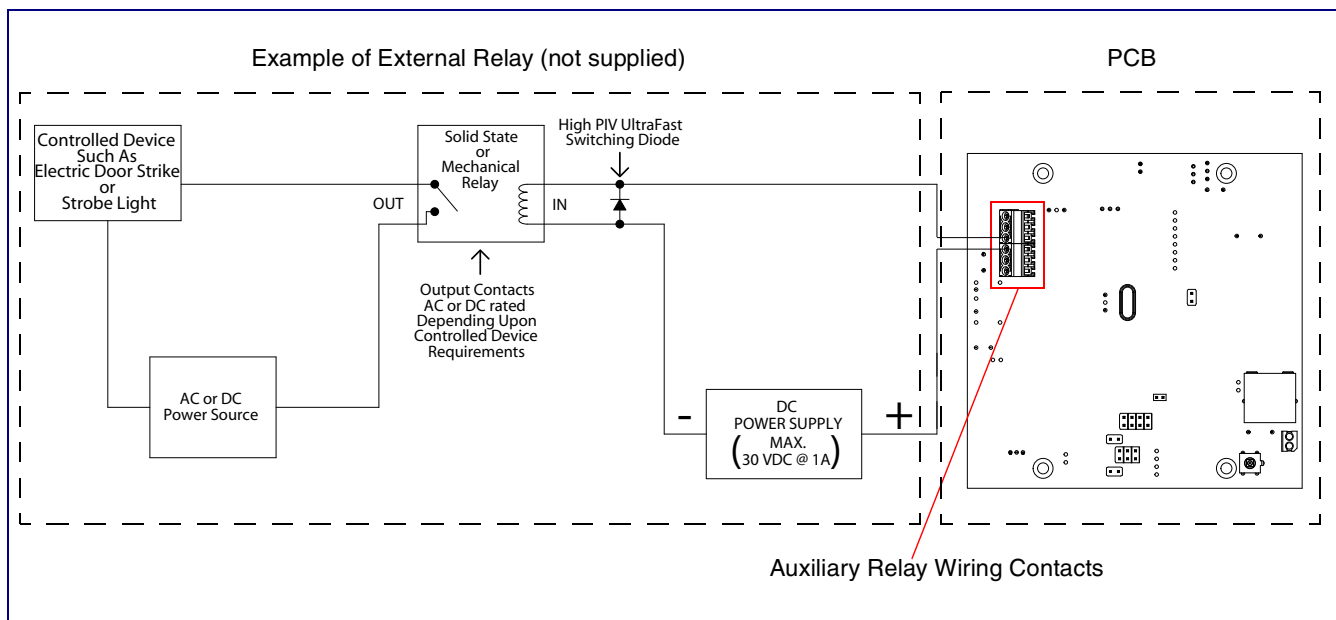 Example of External Relay (not supplied)
PCB
Controlled Device
Such As
Electric Door Strike
or
Strobe Light
Solid State
or
Mechanical
Relay
High PIV UltraFast
Switching Diode
OUT
IN
Output Contacts
AC or DC rated
Depending Upon
Controlled Device
Requirements
AC or DC
Power Source
-
DC
POWER SUPPLY
(MAX.
30 VDC @ 1A)
+
Auxiliary Relay Wiring Contacts